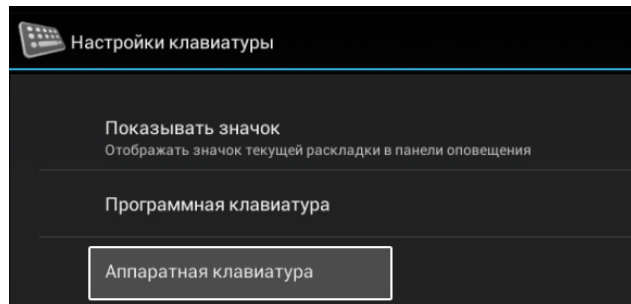 Настройки клавиатуры
Показывать значок
Отображать значок текущей раскладки в панели оповещения
Программная клавиатура
Аппаратная клавиатура